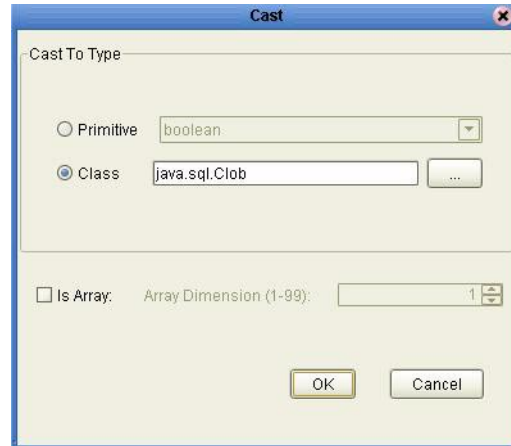 Cast
Cast To Type
Primitive boolean
Class java.sql.Clob ...
Is Array: Array Dimension (1-99): 1
OK Cancel